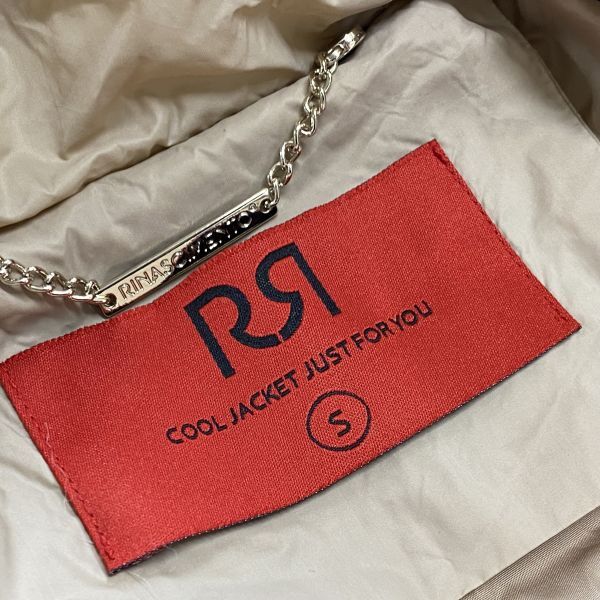 RINASCIMENTO
RR
COOL JACKET JUST FOR YOU
S